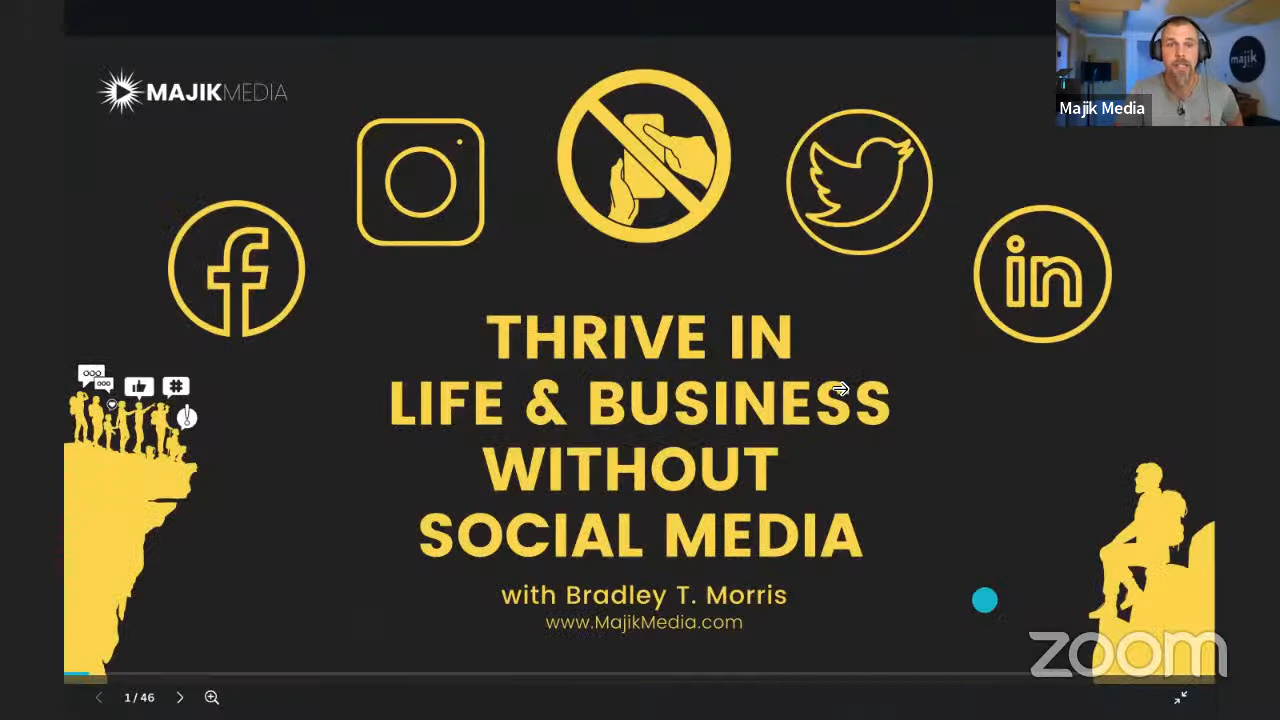 MAJIKMEDIA
majik
Majik Media
THRIVE IN
LIFE & BUSINESS
WITHOUT
SOCIAL MEDIA
with Bradley T. Morris
www.MajikMedia.com
zoom
1 / 46